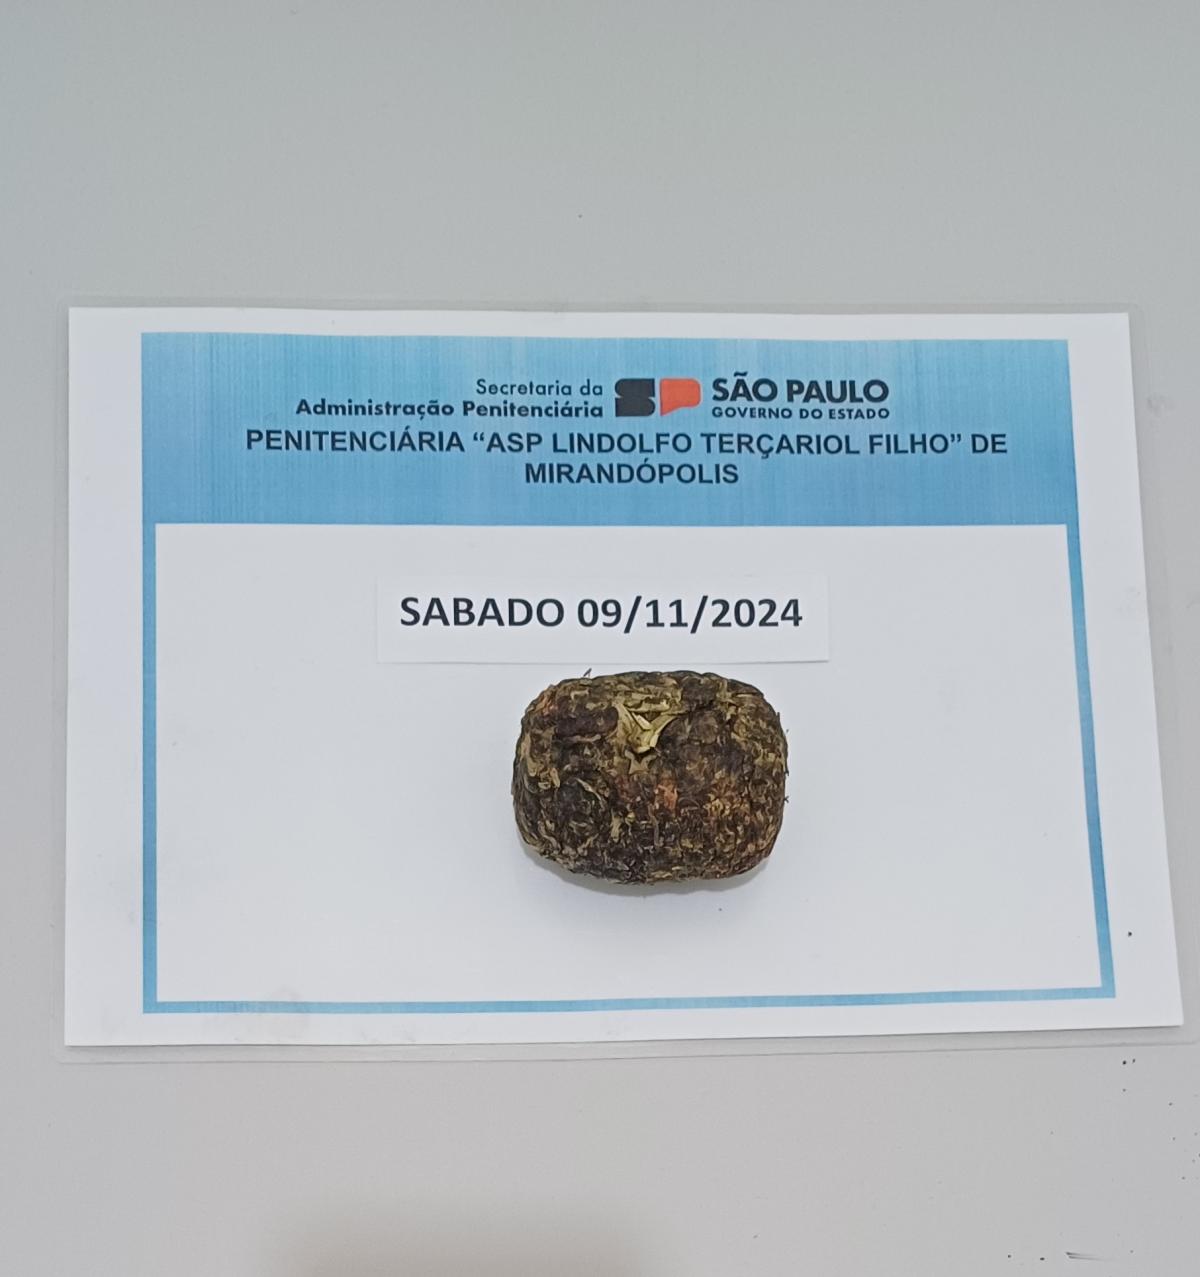 Secretaria da
Administração Penitenciária
SÃO PAULO
GOVERNO DO ESTADO
PENITENCIÁRIA “ASP LINDOLFO TERÇARIOL FILHO” DE
MIRANDÓPOLIS
SABADO 09/11/2024